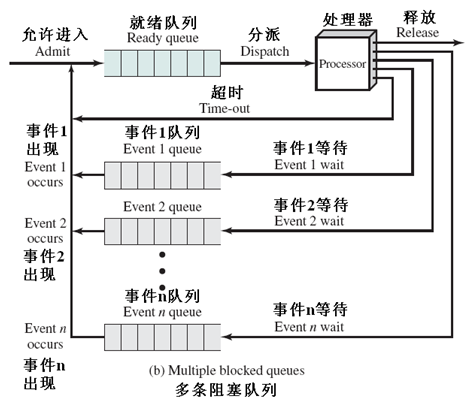 允许进入
Admit
就绪队列
Ready queue
分派
Dispatch
处理器
Processor
释放
Release
超时
Time-out
事件1
出现
Event 1
occurs
事件1队列
Event 1 queue
事件1等待
Event 1 wait
Event 2
occurs
事件2
出现
Event 2 queue
事件2等待
Event 2 wait
事件n队列
Event n queue
事件n等待
Event n wait
Event n
occurs
事件n
出现
(b) Multiple blocked queues
多条阻塞队列